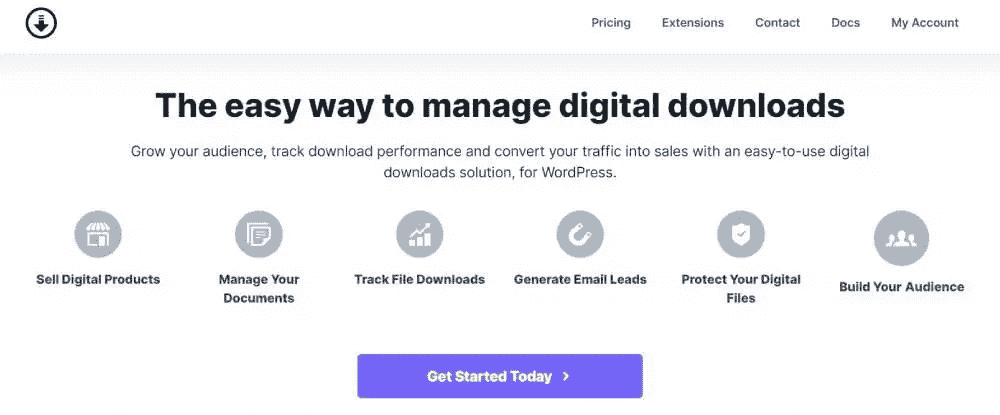 Pricing Extensions Contact Docs My Account
The easy way to manage digital downloads
Grow your audience, track download performance and convert your traffic into sales with an easy-to-use digital
downloads solution, for WordPress.
Sell Digital Products
Manage Your
Documents
Track File Downloads
Generate Email Leads
Protect Your Digital
Files
Build Your Audience
Get Started Today